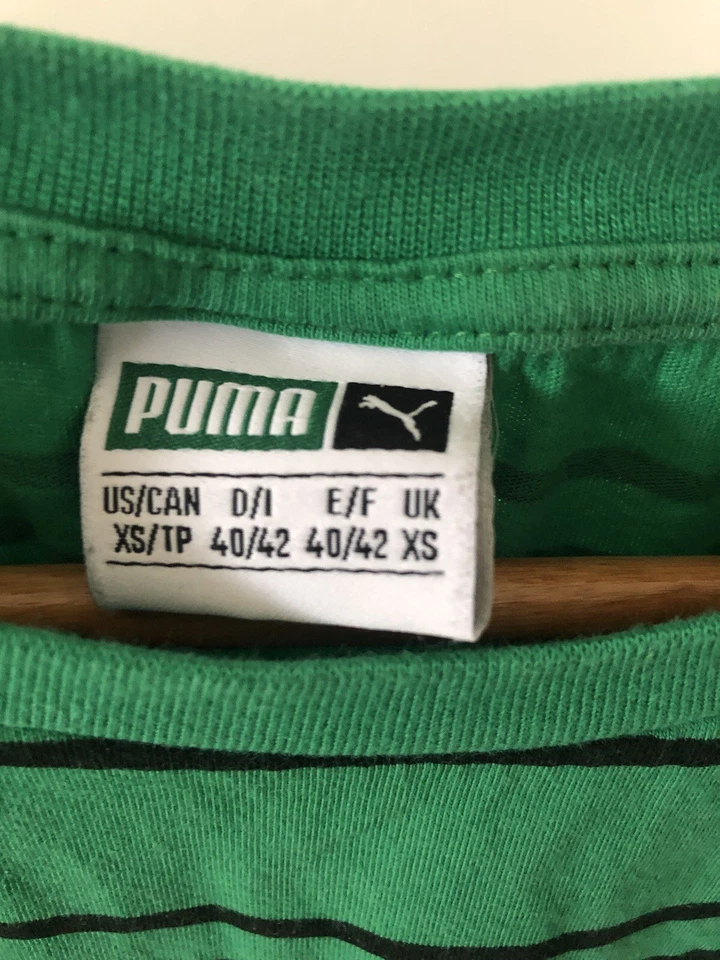 PUMA
US/CAN D/I E/F UK
XS/TP 40/42 40/42 XS